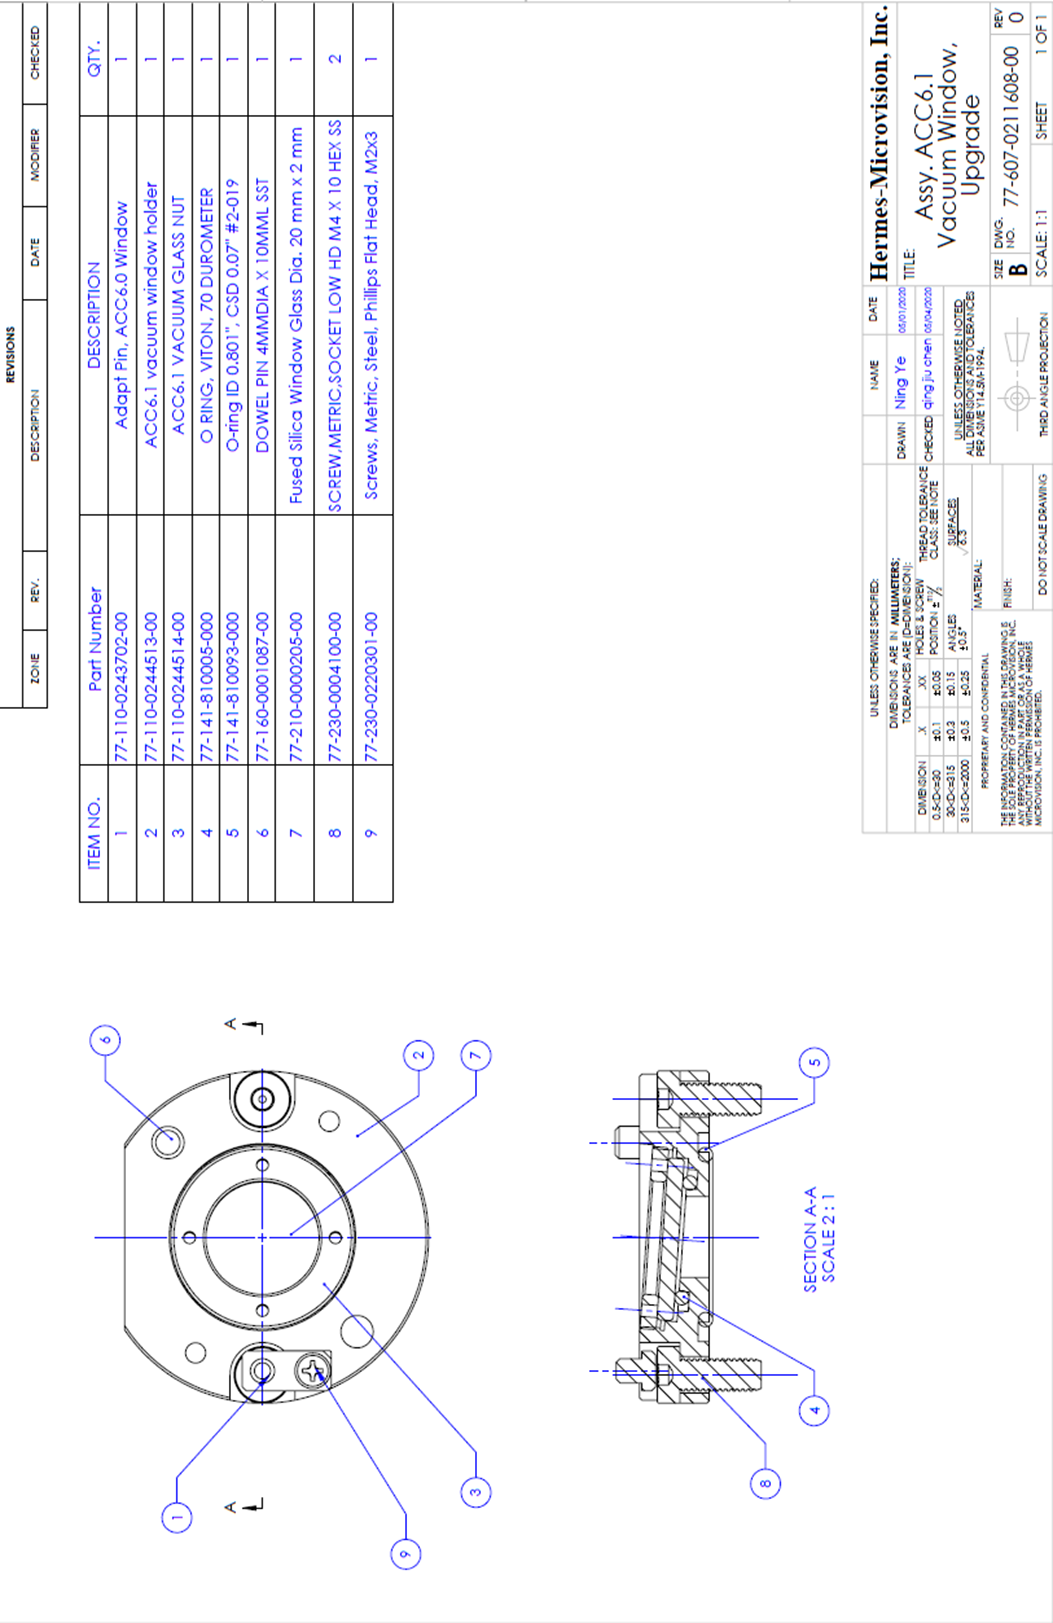 REVISIONS
ZONE REV. DESCRIPTION DATE MODIFIER CHECKED
ITEM NO. Part Number DESCRIPTION QTY.
1 77-110-0243702-00 Adapt Pin, ACC6.0 Window 1
2 77-110-0244513-00 ACC6.1 vacuum window holder 1
3 77-110-0244514-00 ACC6.1 VACUUM GLASS NUT 1
4 77-141-810005-000 O RING, VITON, 70 DUROMETER 1
5 77-141-810093-000 O-ring ID 0.801", CSD 0.07" #2-019 1
6 77-160-0001087-00 DOWEL PIN 4MMDIA X 10MML SST 1
7 77-210-0000205-00 Fused Silica Window Glass Dia. 20 mm x 2 mm 1
8 77-230-0004100-00 SCREW,METRIC,SOCKET LOW HD M4 X 10 HEX SS 2
9 77-230-0220301-00 Screws, Metric, Steel, Phillips Flat Head, M2x3 1
A
A
1
6
9
3
2
7
8
4
5
SECTION A-A
SCALE 2 : 1
UNLESS OTHERWISE SPECIFIED:
DIMENSIONS ARE IN MILLIMETERS;
TOLERANCES ARE (D=DIMENSION):
DIMENSION .X .XX
0.5<D<=30 ±0.1 ±0.05
30<D<=315 ±0.3 ±0.15
315<D<=2000 ±0.5 ±0.25
HOLES & SCREW
POSITION ±
ANGLES
±0.5°
THREAD TOLERANCE
CLASS: SEE NOTE
SURFACES
6.3
PROPRIETARY AND CONFIDENTIAL
THE INFORMATION CONTAINED IN THIS DRAWING IS
THE SOLE PROPERTY OF HERMES MICROVISION, INC.
ANY REPRODUCTION IN PART OR AS A WHOLE
WITHOUT THE WRITTEN PERMISSION OF HERMES
MICROVISION, INC. IS PROHIBITED.
MATERIAL:
FINISH:
DO NOT SCALE DRAWING
NAME DATE
DRAWN Ning Ye 05/01/2020
CHECKED qing jiu chen 05/04/2020
UNLESS OTHERWISE NOTED
ALL DIMENSIONS AND TOLERANCES
PER ASME Y14.5M-1994.
THIRD ANGLE PROJECTION
Hermes-Microvision, Inc.
TITLE:
Assy. ACC6.1
Vacuum Window,
Upgrade
SIZE DWG. NO. REV
B 77-607-0211608-00 0
SCALE: 1:1 SHEET 1 OF 1